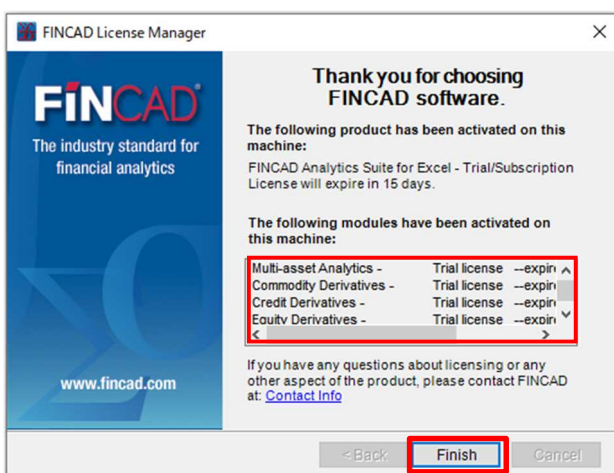 FINCAD License Manager
FINCAD®
The industry standard for
financial analytics
www.fincad.com
Thank you for choosing
FINCAD software.
The following product has been activated on this
machine:
FINCAD Analytics Suite for Excel - Trial/Subscription
License will expire in 15 days.
The following modules have been activated on
this machine:
Multi-asset Analytics - Trial license --expir
Commodity Derivatives - Trial license --expir
Credit Derivatives - Trial license --expir
Equity Derivatives - Trial license --expir
If you have any questions about licensing or any
other aspect of the product, please contact FINCAD
at: Contact Info
< Back Finish Cancel